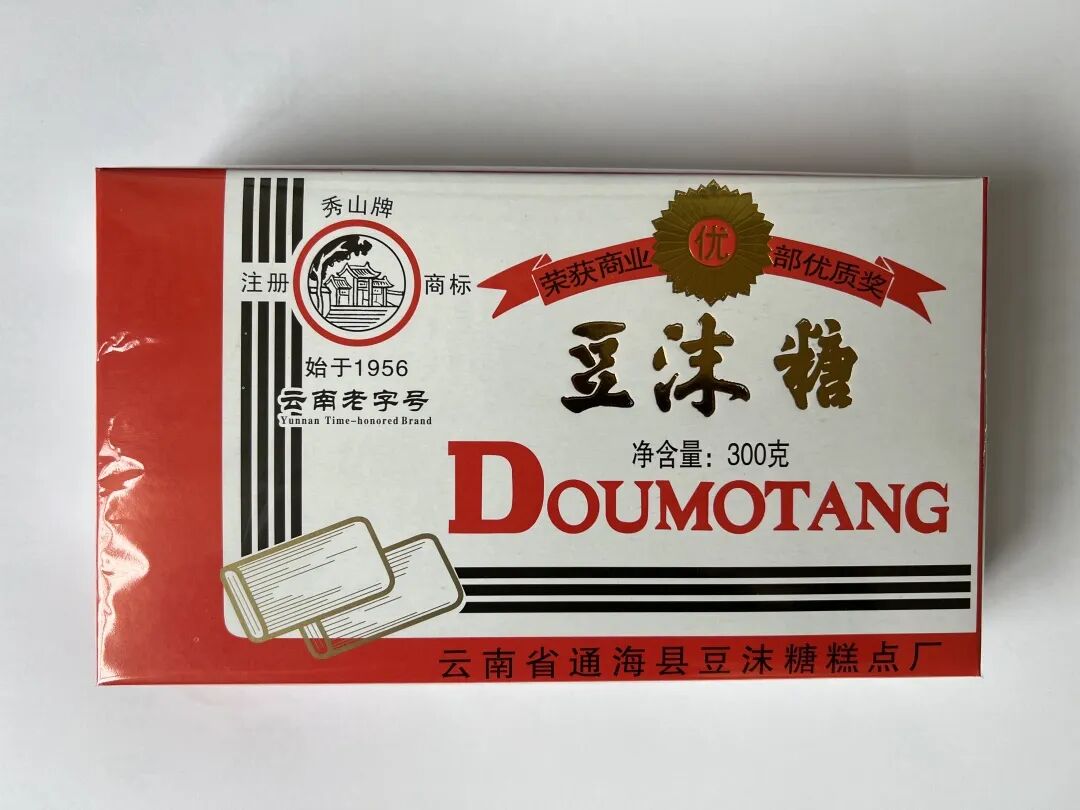 秀山牌
注册 商标
始于1956
云南老字号
Yunnan Time-honored Brand
荣获商业 优 部优质奖
豆沫糖
净含量：300克
DOUMOTANG
云南省通海县豆沫糖糕点厂